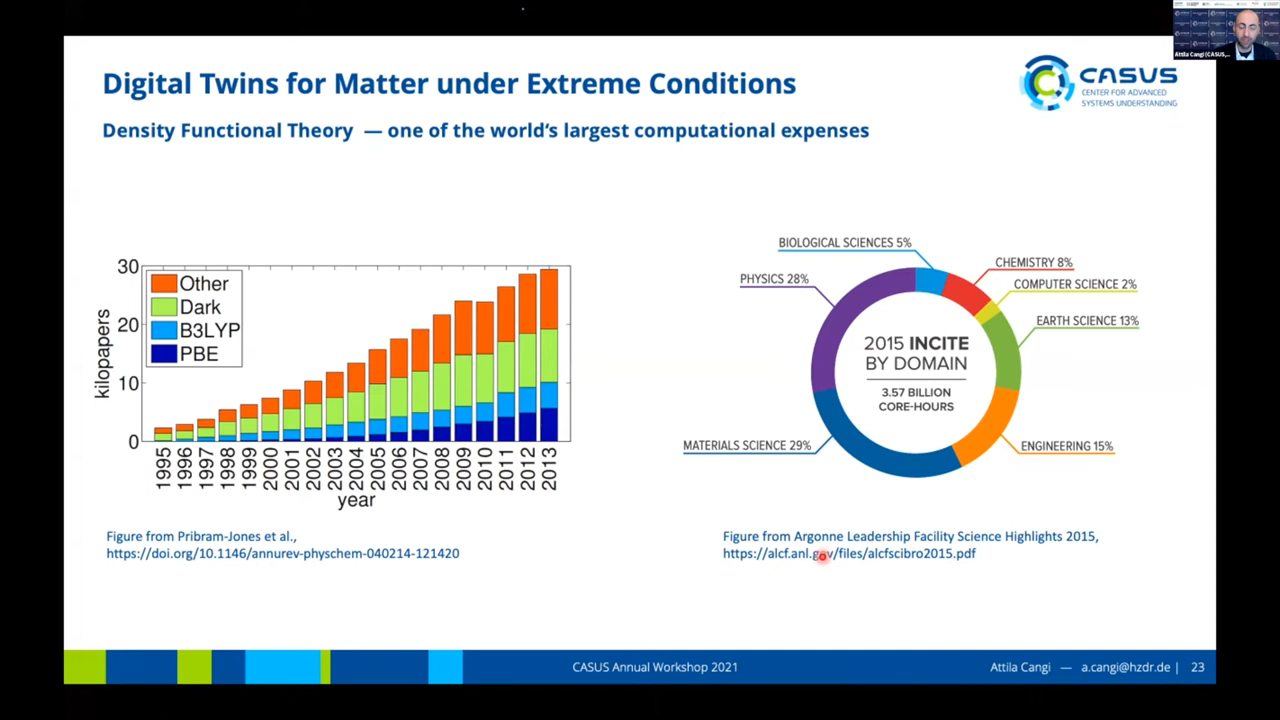 Attila Cangi (CASUS,...
Digital Twins for Matter under Extreme Conditions
CASUS
CENTER FOR ADVANCED
SYSTEMS UNDERSTANDING
Density Functional Theory — one of the world's largest computational expenses
30
20
10
0
kilopapers
Other
Dark
B3LYP
PBE
1995 1996 1997 1998 1999 2000 2001 2002 2003 2004 2005 2006 2007 2008 2009 2010 2011 2012 2013
year
BIOLOGICAL SCIENCES 5%
CHEMISTRY 8%
PHYSICS 28%
COMPUTER SCIENCE 2%
EARTH SCIENCE 13%
2015 INCITE
BY DOMAIN
3.57 BILLION
CORE-HOURS
MATERIALS SCIENCE 29%
ENGINEERING 15%
Figure from Pribram-Jones et al.,
https://doi.org/10.1146/annurev-physchem-040214-121420
Figure from Argonne Leadership Facility Science Highlights 2015,
https://alcf.anl.gov/files/alcfscibro2015.pdf
CASUS Annual Workshop 2021
Attila Cangi — a.cangi@hzdr.de | 23